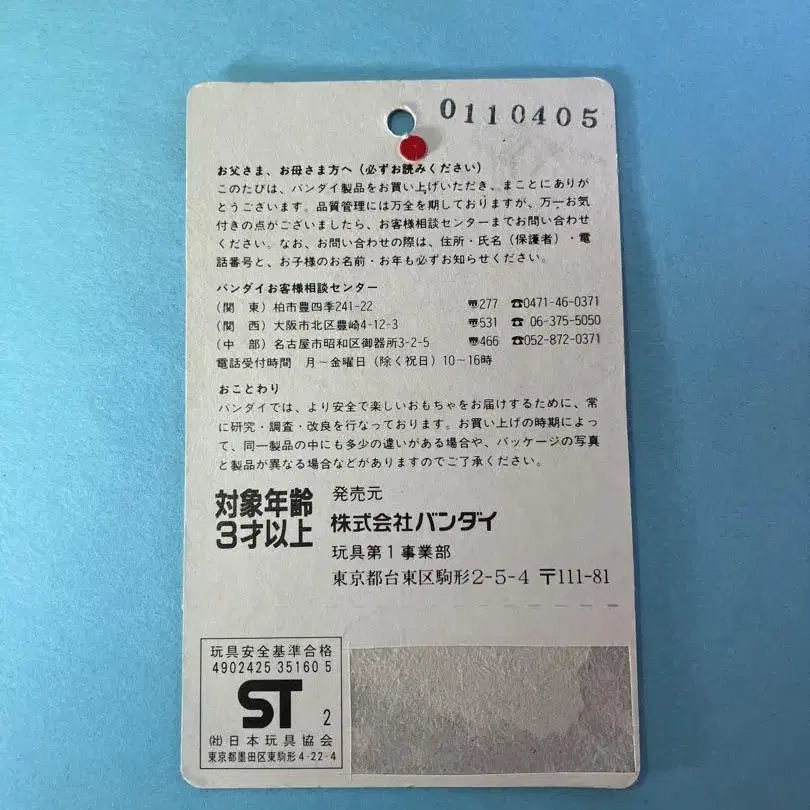 0110405
お父さま、お母さま方へ（必ずお読みください）
このたびは、バンダイ製品をお買い上げいただき、まことにありが
とうございます。品質管理には万全を期しておりますが、万一お気
付きの点がございましたら、お客様相談センターまでお問い合わせ
ください。なお、お問い合わせの際は、住所・氏名（保護者）・電
話番号と、お子様のお名前・お年も必ずお知らせください。
バンダイお客様相談センター
（関　東）柏市豊四季241-22　〠277　☎0471-46-0371
（関　西）大阪市北区豊崎4-12-3　〠531　☎06-375-5050
（中　部）名古屋市昭和区御器所3-2-5　〠466　☎052-872-0371
電話受付時間　月～金曜日（除く祝日）10－16時
おことわり
バンダイでは、より安全で楽しいおもちゃをお届けするために、常
に研究・調査・改良を行なっております。お買い上げの時期によっ
て、同一製品の中にも多少の違いがある場合や、パッケージの写真
と製品が異なる場合などがありますのでご了承ください。
対象年齢
3才以上
発売元
株式会社バンダイ
玩具第1事業部
東京都台東区駒形2-5-4 〒111-81
玩具安全基準合格
4902425 35160 5
ST 2
㈳日本玩具協会
東京都墨田区東駒形4-22-4